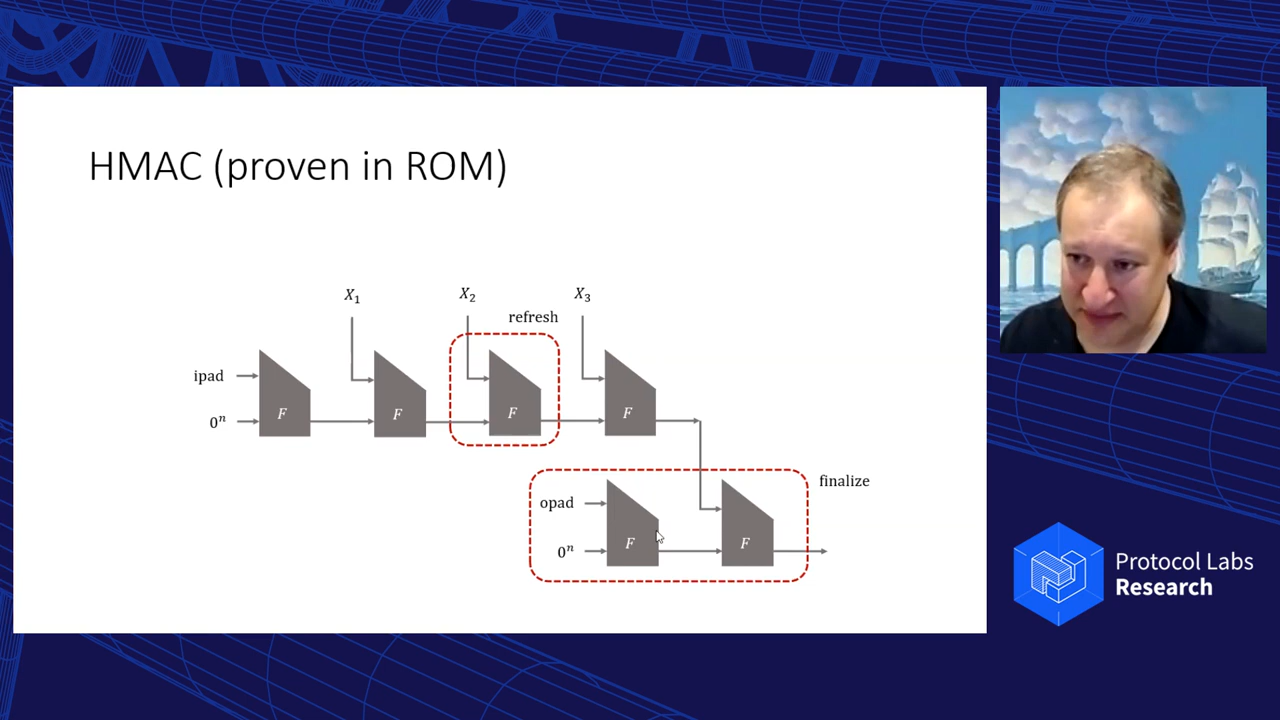 HMAC (proven in ROM)
X₁
X₂
X₃
refresh
ipad
0ⁿ
F
F
F
F
finalize
opad
0ⁿ
F
F
Protocol Labs
Research